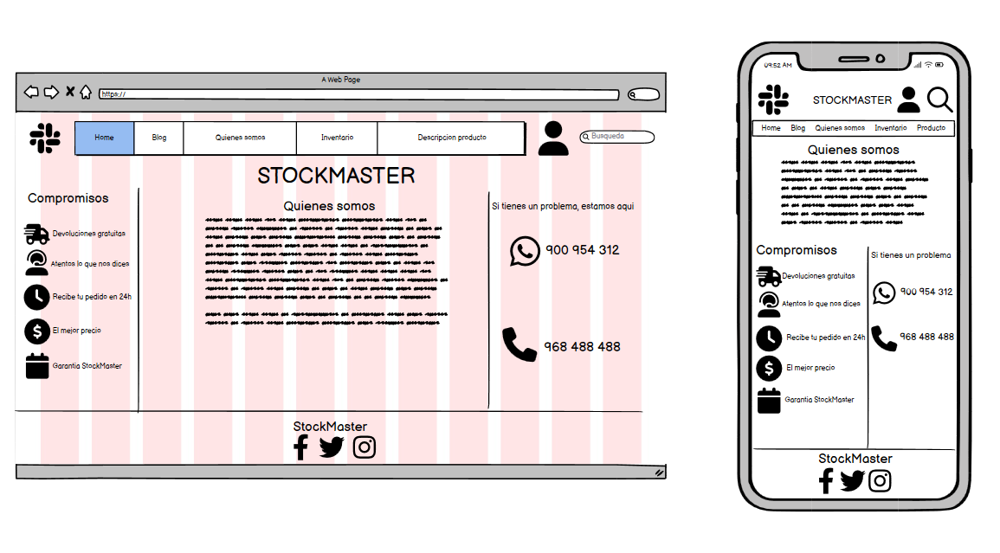 A Web Page
https://
Home Blog Quienes somos Inventario Descripcion producto
Busqueda
STOCKMASTER
Compromisos
Devoluciones gratuitas
Atentos lo que nos dices
Recibe tu pedido en 24h
El mejor precio
Garantia StockMaster
Quienes somos
Si tienes un problema, estamos aqui
900 954 312
968 488 488
StockMaster
09:52 AM
STOCKMASTER
Home Blog Quienes somos Inventario Producto
Quienes somos
Compromisos
Devoluciones gratuitas
Atentos lo que nos dices
Recibe tu pedido en 24h
El mejor precio
Garantia StockMaster
Si tienes un problema
900 954 312
968 488 488
StockMaster